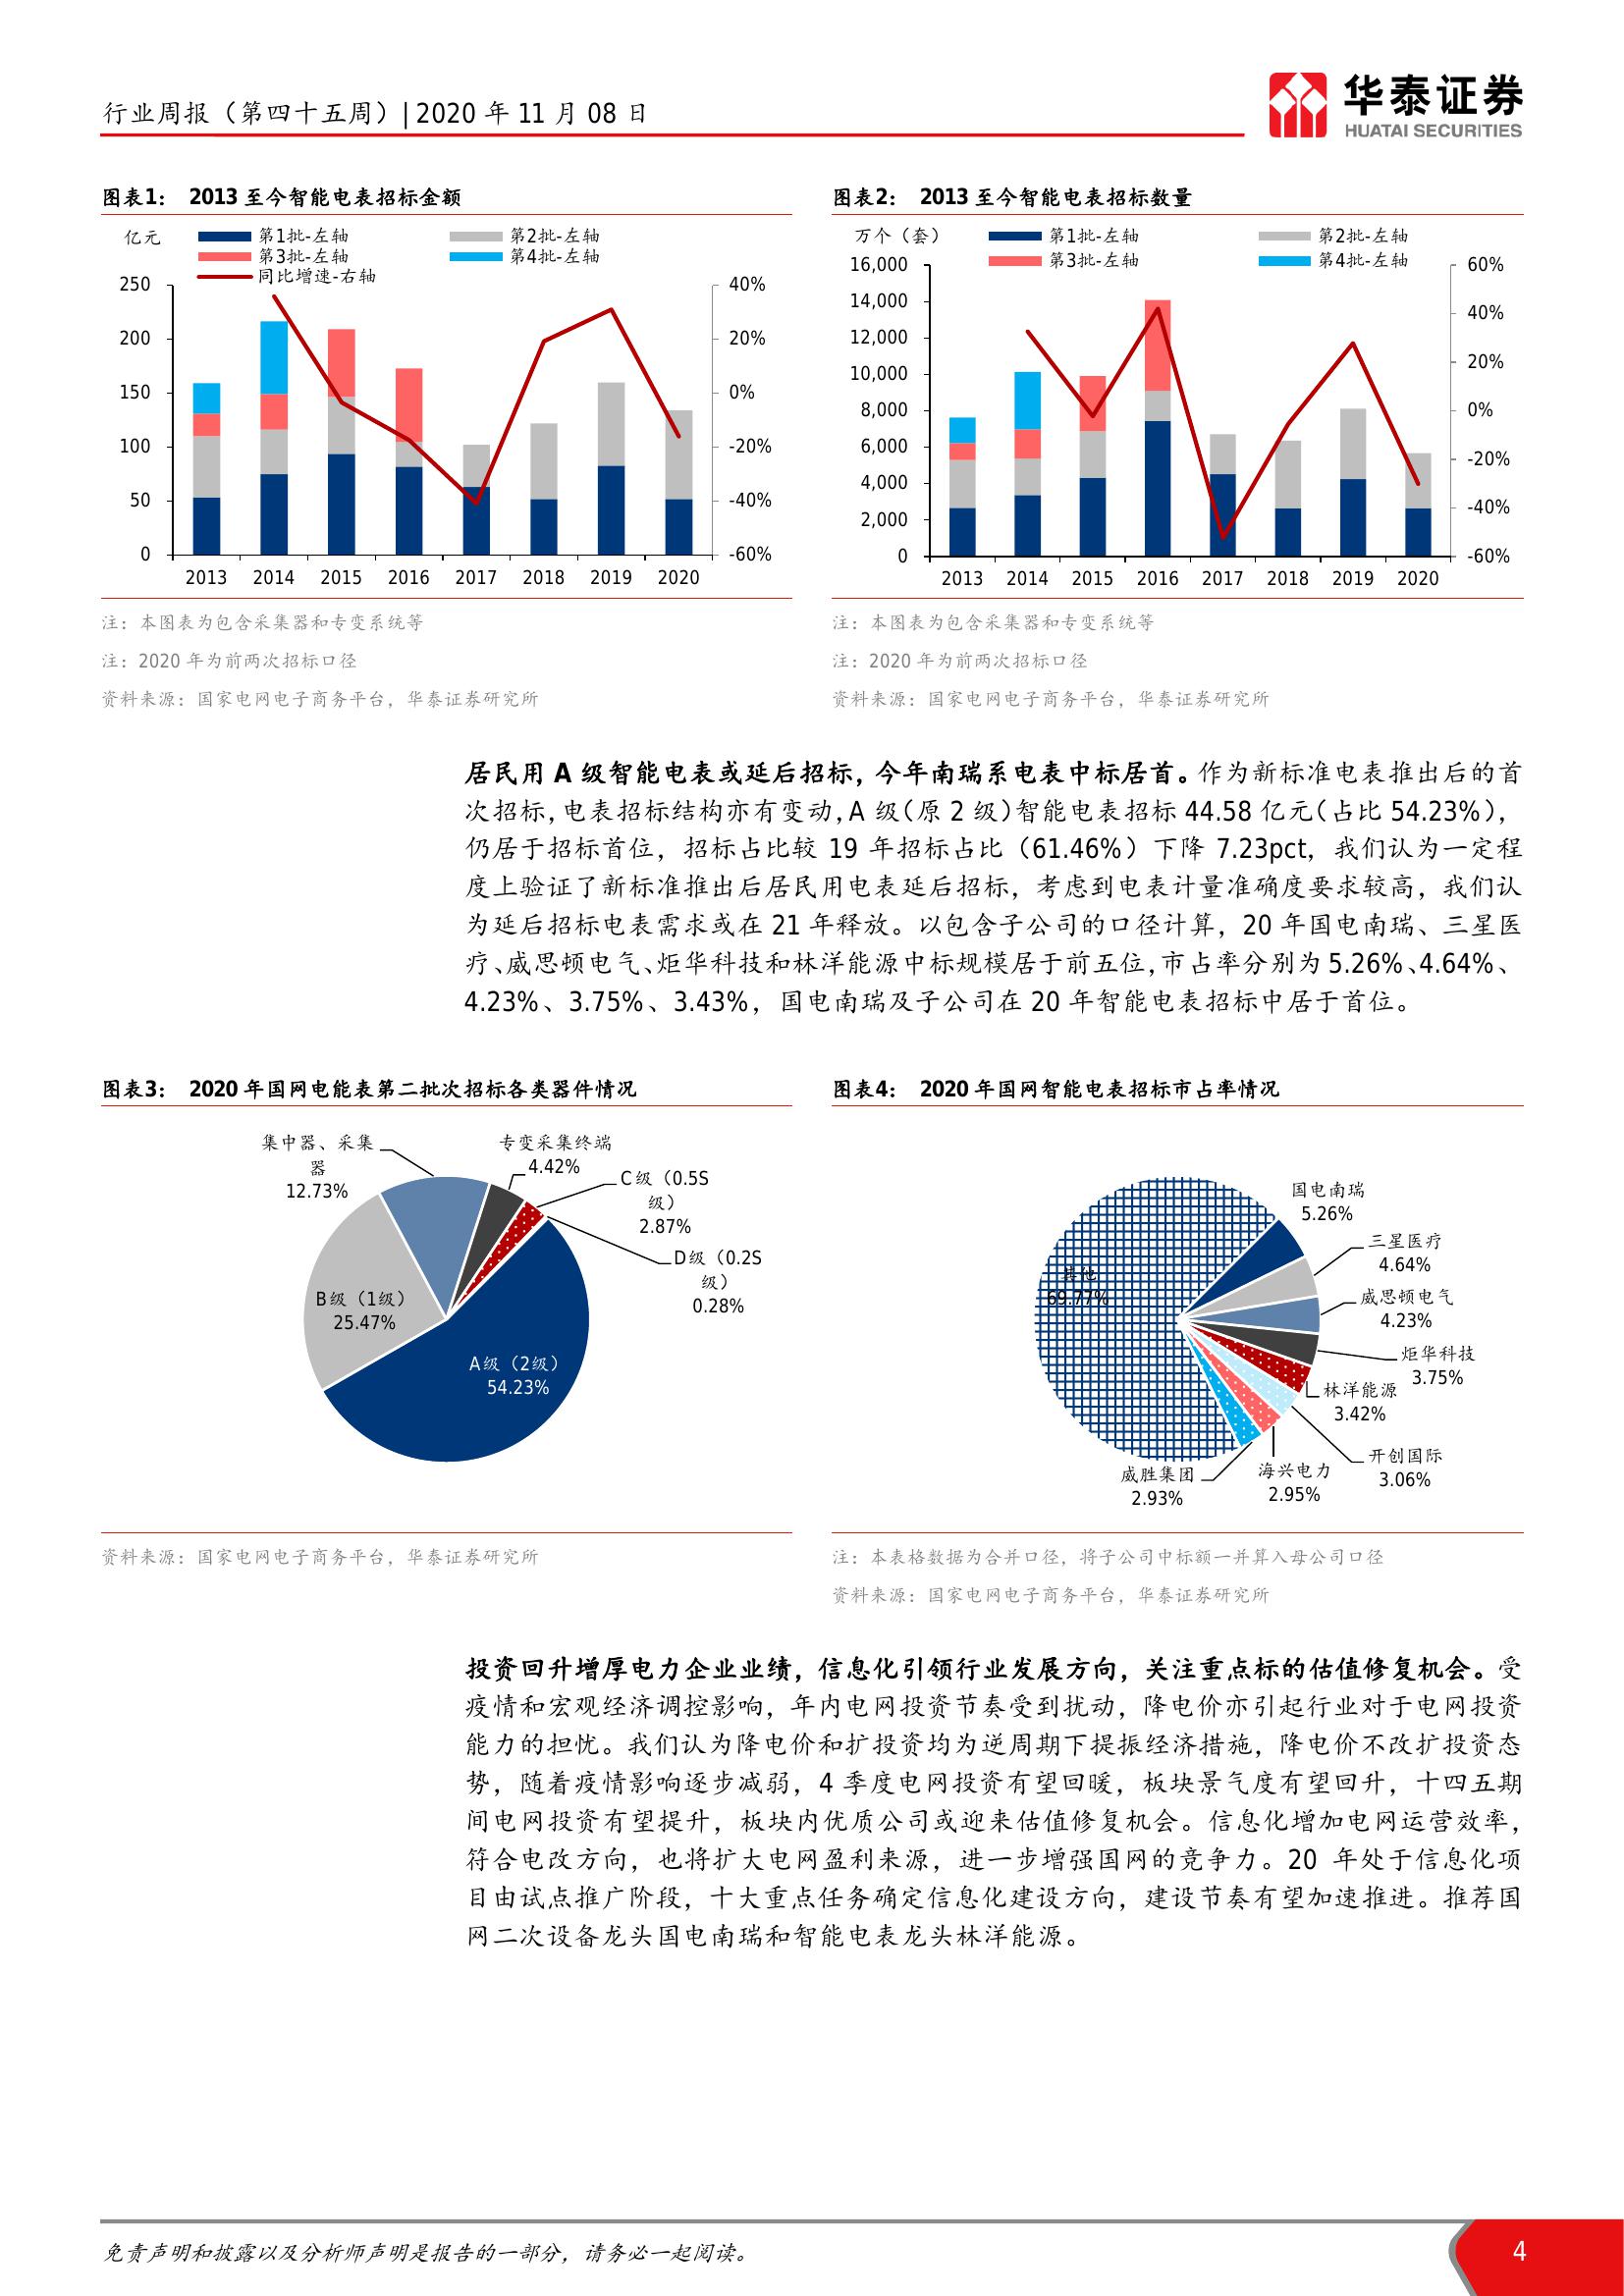 行业周报（第四十五周）| 2020 年 11 月 08 日
华泰证券
HUATAI SECURITIES
图表1： 2013 至今智能电表招标金额
亿元
第1批-左轴
第2批-左轴
第3批-左轴
第4批-左轴
同比增速-右轴
250
200
150
100
50
0
40%
20%
0%
-20%
-40%
-60%
2013 2014 2015 2016 2017 2018 2019 2020
注：本图表为包含采集器和专变系统等
注：2020 年为前两次招标口径
资料来源：国家电网电子商务平台，华泰证券研究所
图表2： 2013 至今智能电表招标数量
万个（套）
第1批-左轴
第2批-左轴
第3批-左轴
第4批-左轴
16,000
14,000
12,000
10,000
8,000
6,000
4,000
2,000
0
60%
40%
20%
0%
-20%
-40%
-60%
2013 2014 2015 2016 2017 2018 2019 2020
注：本图表为包含采集器和专变系统等
注：2020 年为前两次招标口径
资料来源：国家电网电子商务平台，华泰证券研究所
居民用 A 级智能电表或延后招标，今年南瑞系电表中标居首。作为新标准电表推出后的首
次招标，电表招标结构亦有变动，A 级（原 2 级）智能电表招标 44.58 亿元（占比 54.23%），
仍居于招标首位，招标占比较 19 年招标占比（61.46%）下降 7.23pct，我们认为一定程
度上验证了新标准推出后居民用电表延后招标，考虑到电表计量准确度要求较高，我们认
为延后招标电表需求或在 21 年释放。以包含子公司的口径计算，20 年国电南瑞、三星医
疗、威思顿电气、炬华科技和林洋能源中标规模居于前五位，市占率分别为 5.26%、4.64%、
4.23%、3.75%、3.43%，国电南瑞及子公司在 20 年智能电表招标中居于首位。
图表3： 2020 年国网电能表第二批次招标各类器件情况
集中器、采集
器
12.73%
专变采集终端
4.42%
C级（0.5S
级）
2.87%
D级（0.2S
级）
0.28%
B级（1级）
25.47%
A级（2级）
54.23%
资料来源：国家电网电子商务平台，华泰证券研究所
图表4： 2020 年国网智能电表招标市占率情况
国电南瑞
5.26%
三星医疗
4.64%
其他
69.77%
威思顿电气
4.23%
炬华科技
3.75%
林洋能源
3.42%
开创国际
3.06%
海兴电力
2.95%
威胜集团
2.93%
注：本表格数据为合并口径，将子公司中标额一并算入母公司口径
资料来源：国家电网电子商务平台，华泰证券研究所
投资回升增厚电力企业业绩，信息化引领行业发展方向，关注重点标的估值修复机会。受
疫情和宏观经济调控影响，年内电网投资节奏受到扰动，降电价亦引起行业对于电网投资
能力的担忧。我们认为降电价和扩投资均为逆周期下提振经济措施，降电价不改扩投资态
势，随着疫情影响逐步减弱，4 季度电网投资有望回暖，板块景气度有望回升，十四五期
间电网投资有望提升，板块内优质公司或迎来估值修复机会。信息化增加电网运营效率，
符合电改方向，也将扩大电网盈利来源，进一步增强国网的竞争力。20 年处于信息化项
目由试点推广阶段，十大重点任务确定信息化建设方向，建设节奏有望加速推进。推荐国
网二次设备龙头国电南瑞和智能电表龙头林洋能源。
免责声明和披露以及分析师声明是报告的一部分，请务必一起阅读。
4